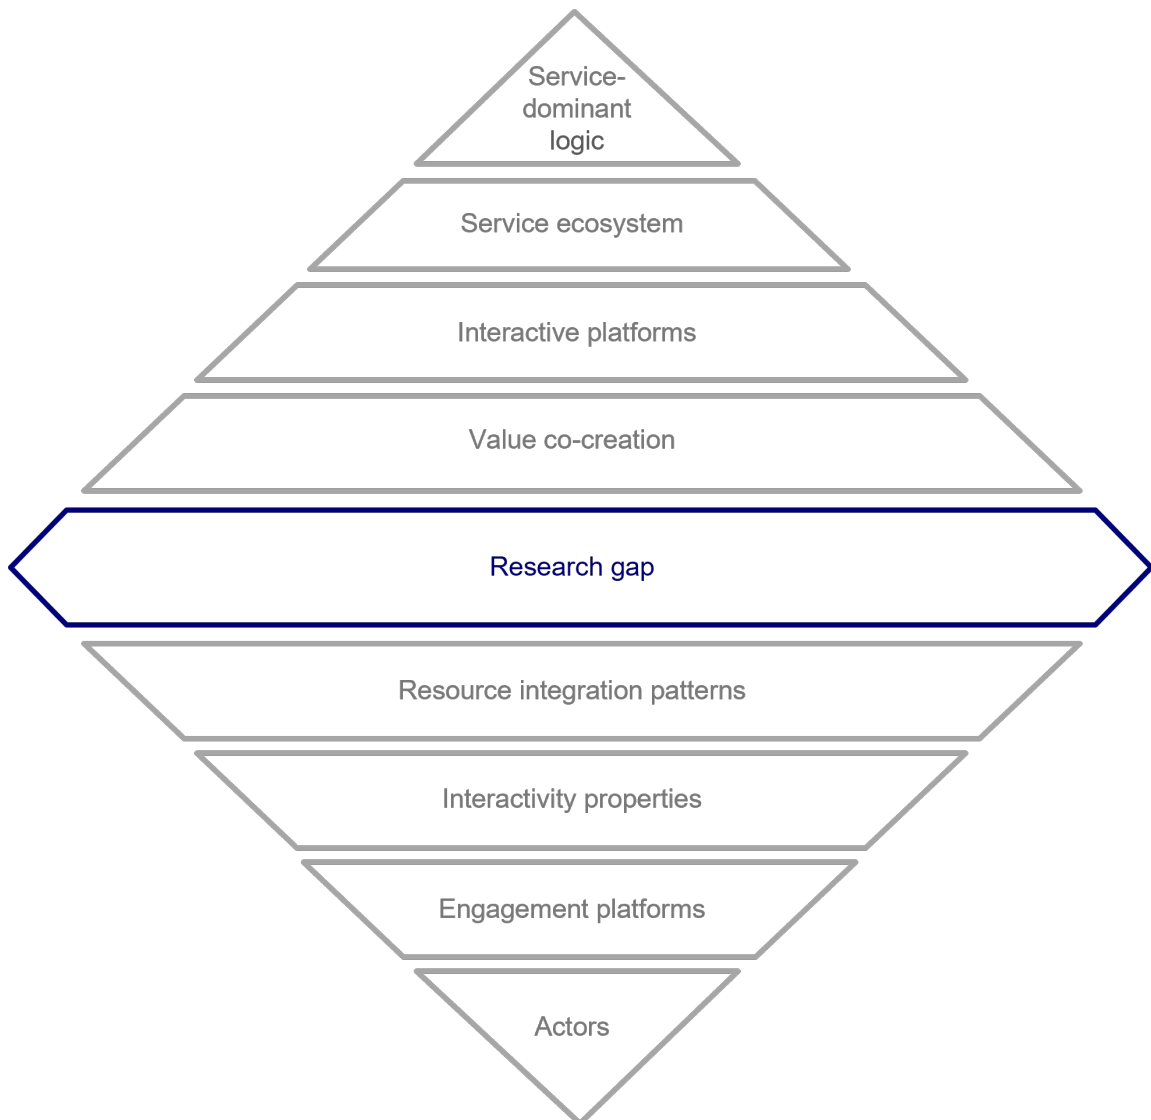 Service-
dominant
logic
Service ecosystem
Interactive platforms
Value co-creation
Research gap
Resource integration patterns
Interactivity properties
Engagement platforms
Actors